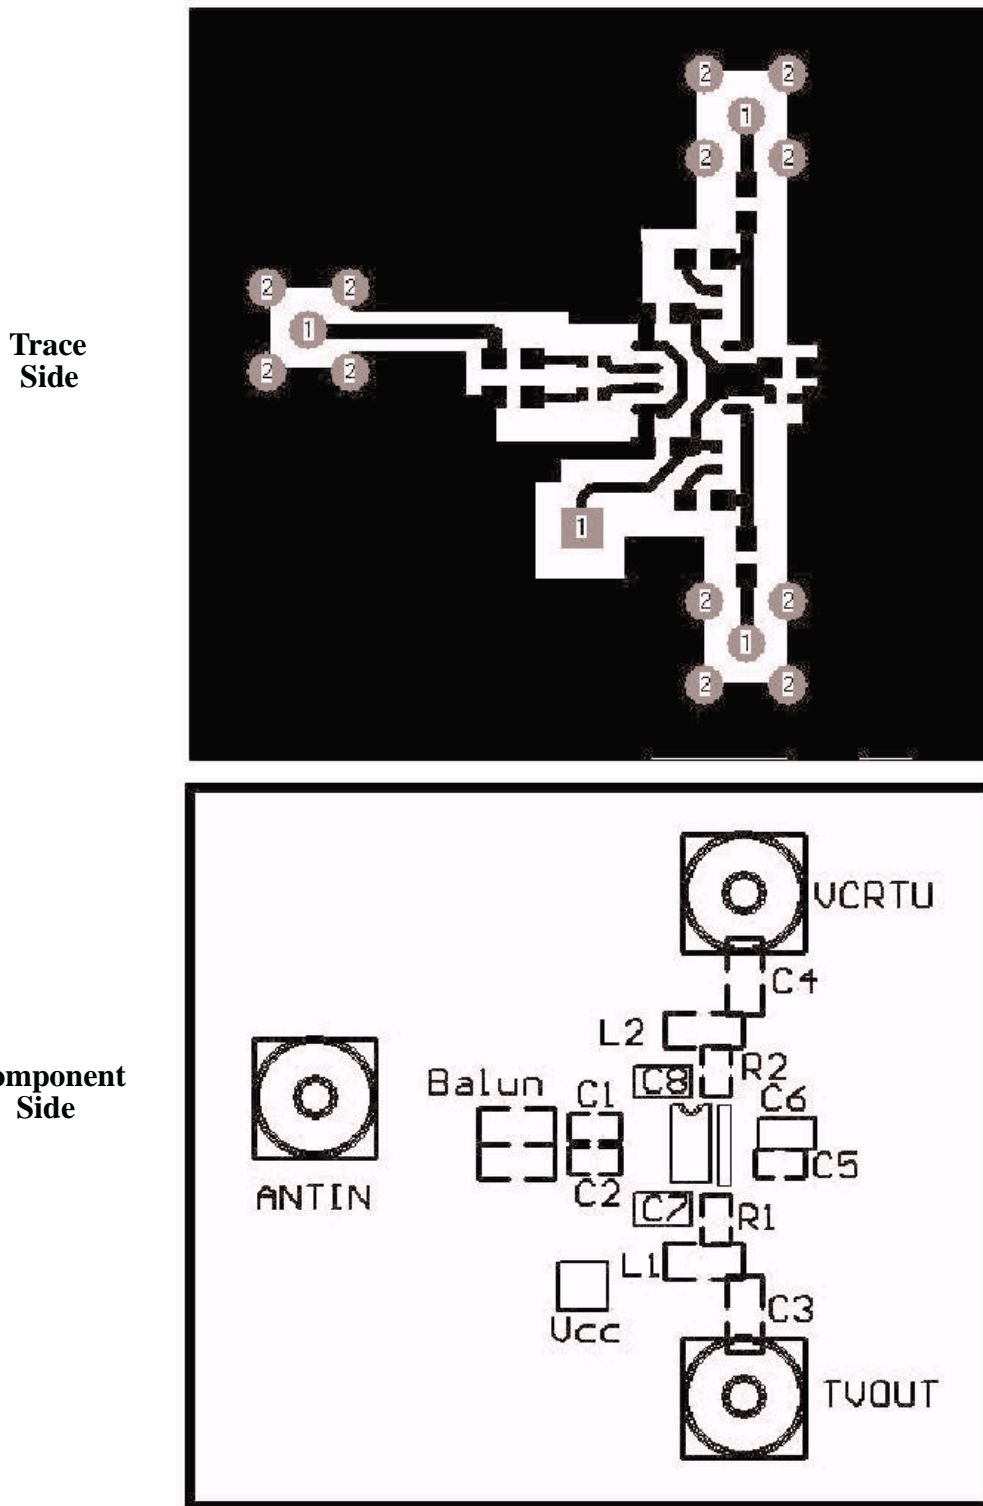 2
2
1
2
2
2
2
1
2
2
Trace
Side
1
2
2
1
2
2
VCRTU
C4
L2
R2
C8
Balun
C1
C6
omponent
Side
C5
ANTIN
C2
C7
R1
L1
C3
Vcc
TVOUT